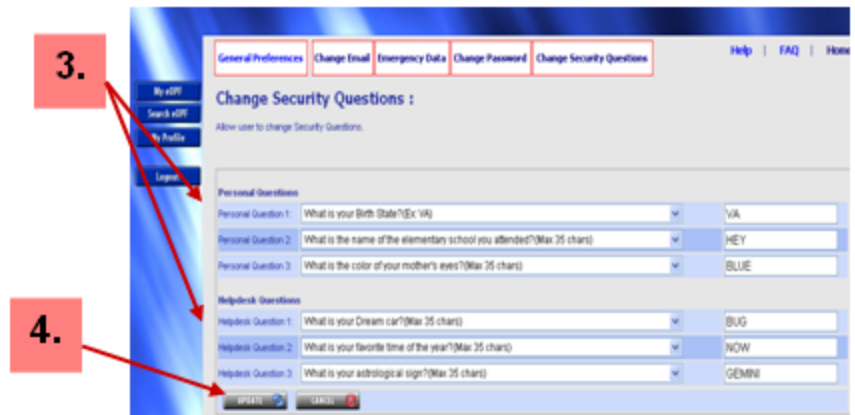 3.
General Preferences Change Email Emergency Data Change Password Change Security Questions
Help | FAQ | Home
My eOPF
Search eOPF
My Profile
Logout
Change Security Questions :
Allow user to change Security Questions.
Personal Questions
Personal Question 1: What is your Birth State?(Ex: VA) VA
Personal Question 2: What is the name of the elementary school you attended?(Max 35 chars) HEY
Personal Question 3: What is the color of your mother's eyes?(Max 35 chars) BLUE
Helpdesk Questions
Helpdesk Question 1: What is your Dream car?(Max 35 chars) BUG
Helpdesk Question 2: What is your favorite time of the year?(Max 35 chars) NOW
Helpdesk Question 3: What is your astrological sign?(Max 35 chars) GEMINI
4.
UPDATE CANCEL